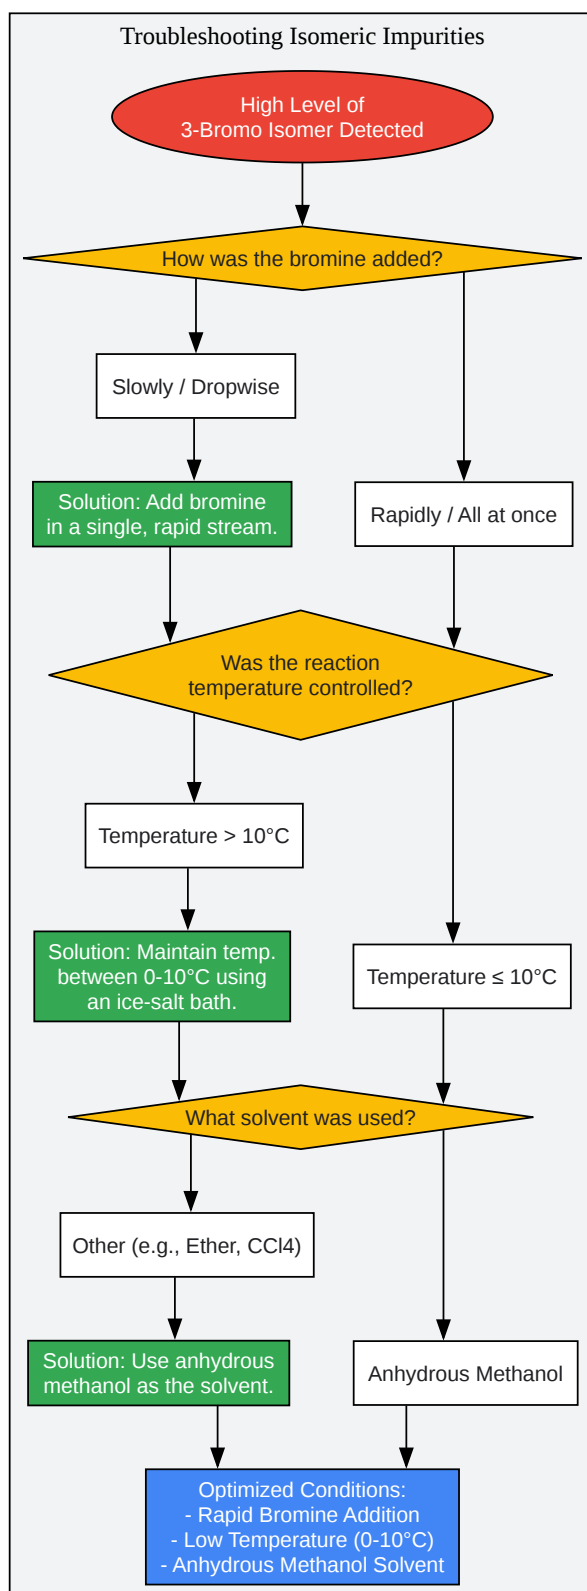 Troubleshooting Isomeric Impurities
High Level of
3-Bromo Isomer Detected
How was the bromine added?
Slowly / Dropwise
Solution: Add bromine
in a single, rapid stream.
Rapidly / All at once
Was the reaction
temperature controlled?
Temperature > 10°C
Solution: Maintain temp.
between 0-10°C using
an ice-salt bath.
Temperature ≤ 10°C
What solvent was used?
Other (e.g., Ether, CCl4)
Solution: Use anhydrous
methanol as the solvent.
Anhydrous Methanol
Optimized Conditions:
- Rapid Bromine Addition
- Low Temperature (0-10°C)
- Anhydrous Methanol Solvent